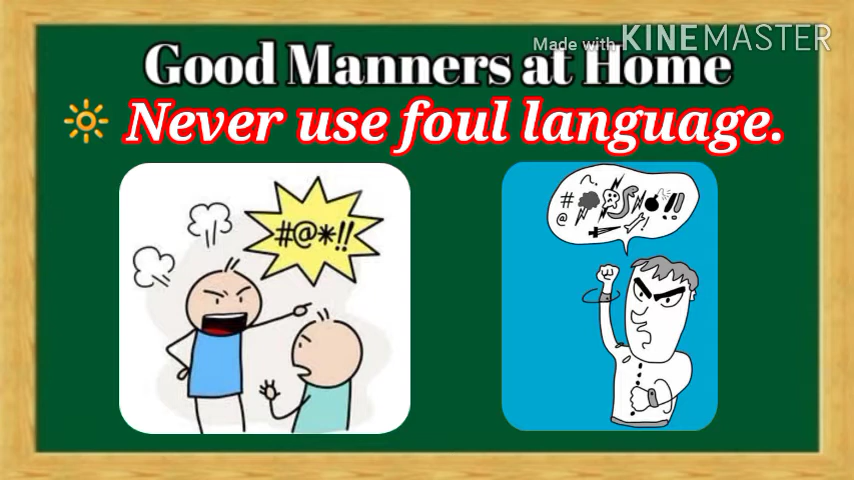 Made with KINEMASTER
Good Manners at Home
Never use foul language.
#@*!!
#
@
!!